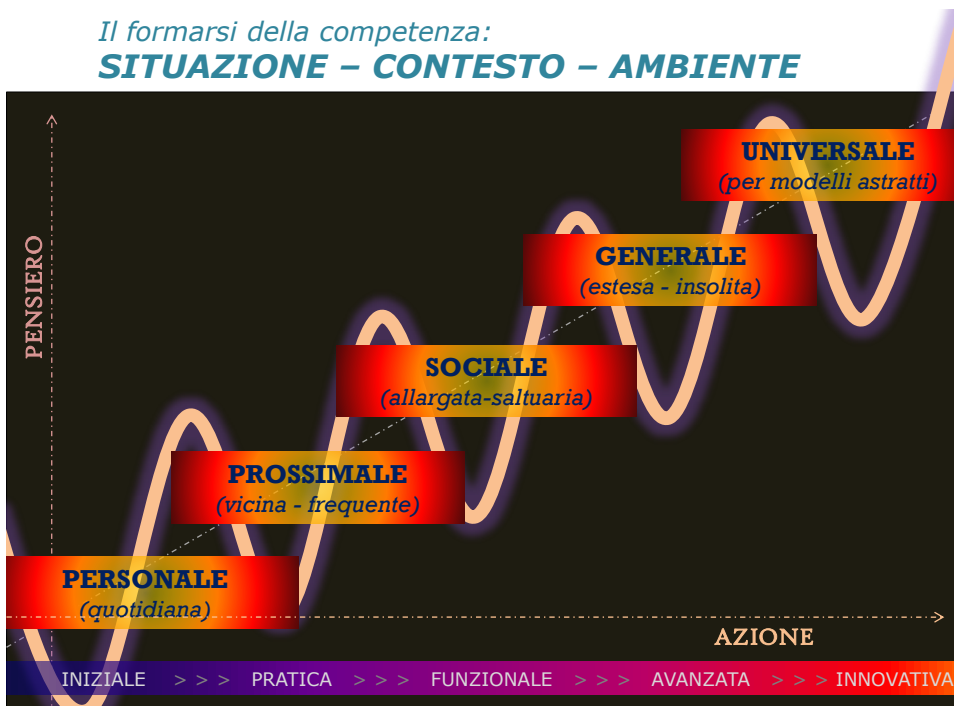 Il formarsi della competenza:
SITUAZIONE – CONTESTO – AMBIENTE
UNIVERSALE
(per modelli astratti)
PENSIERO
GENERALE
(estesa - insolita)
SOCIALE
(allargata-saltuaria)
PROSSIMALE
(vicina - frequente)
PERSONALE
(quotidiana)
AZIONE
INIZIALE > > > PRATICA > > > FUNZIONALE > > > AVANZATA > > > INNOVATIVA